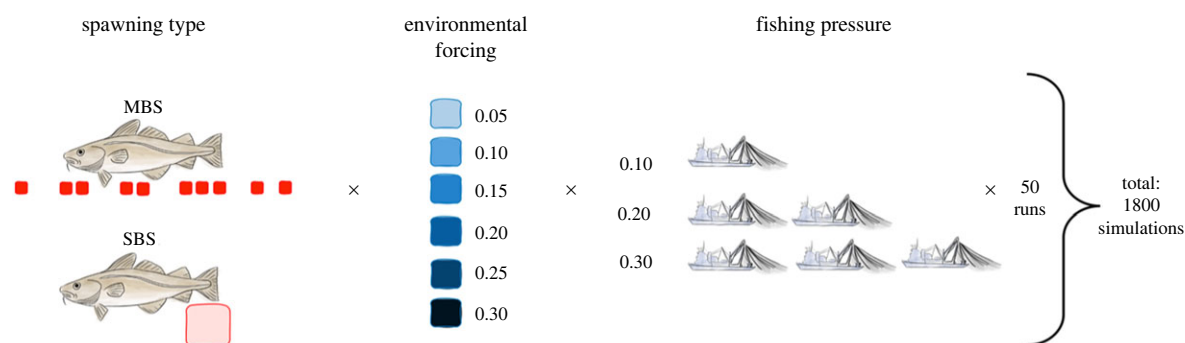 spawning type
environmental
forcing
fishing pressure
MBS
SBS
×
0.05
0.10
0.15
0.20
0.25
0.30
×
0.10
0.20
0.30
×
50
runs
total:
1800
simulations